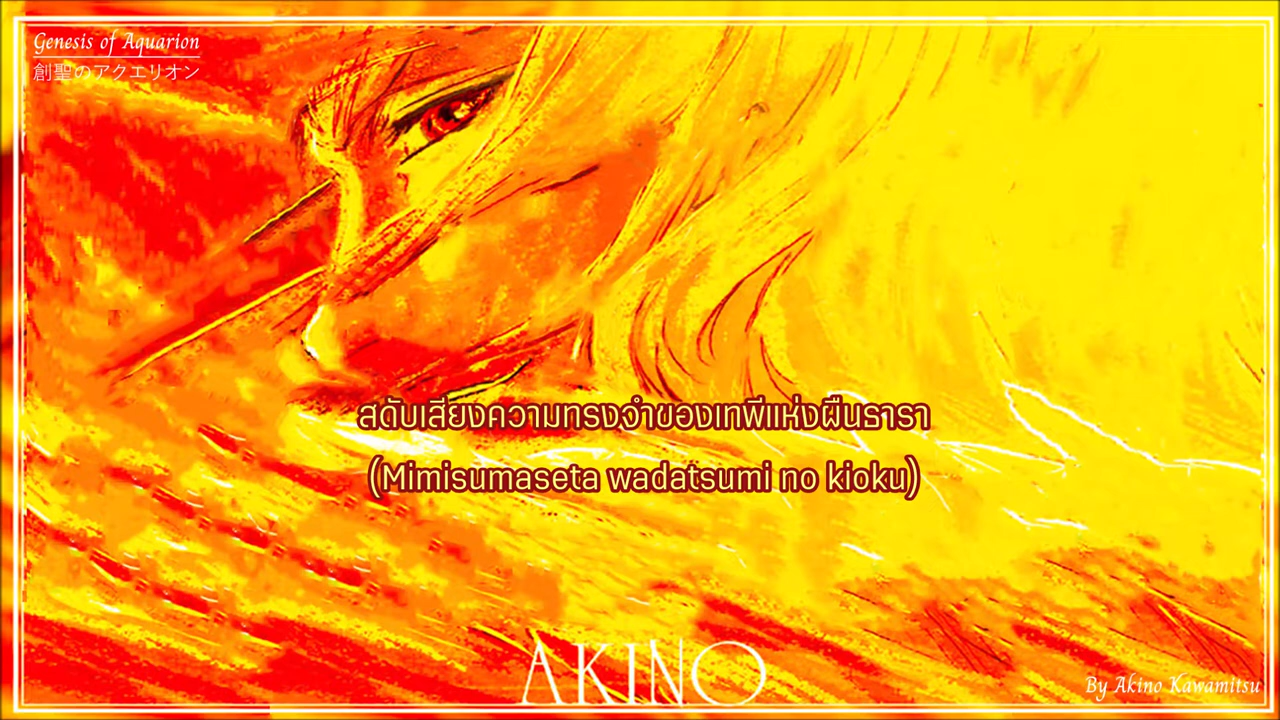 Genesis of Aquarion
創聖のアクエリオン
สดับเสียงความทรงจำของเทพีแห่งผืนธารา
(Mimisumaseta wadatsumi no kioku)
AKINO
By Akino Kawamitsu